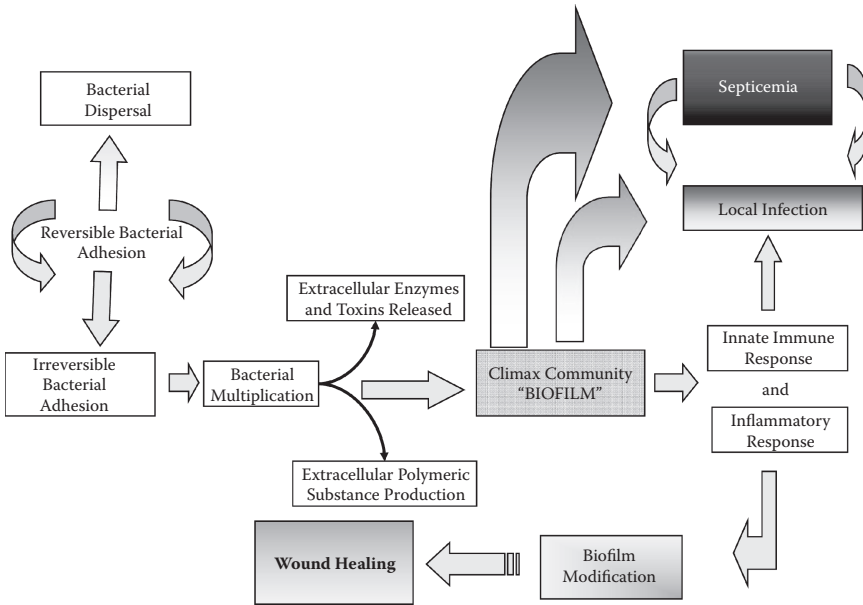 Bacterial
Dispersal
Septicemia
Reversible Bacterial
Adhesion
Local Infection
Extracellular Enzymes
and Toxins Released
Irreversible
Bacterial
Adhesion
Bacterial
Multiplication
Climax Community
“BIOFILM”
Innate Immune
Response
and
Inflammatory
Response
Extracellular Polymeric
Substance Production
Wound Healing
Biofilm
Modification